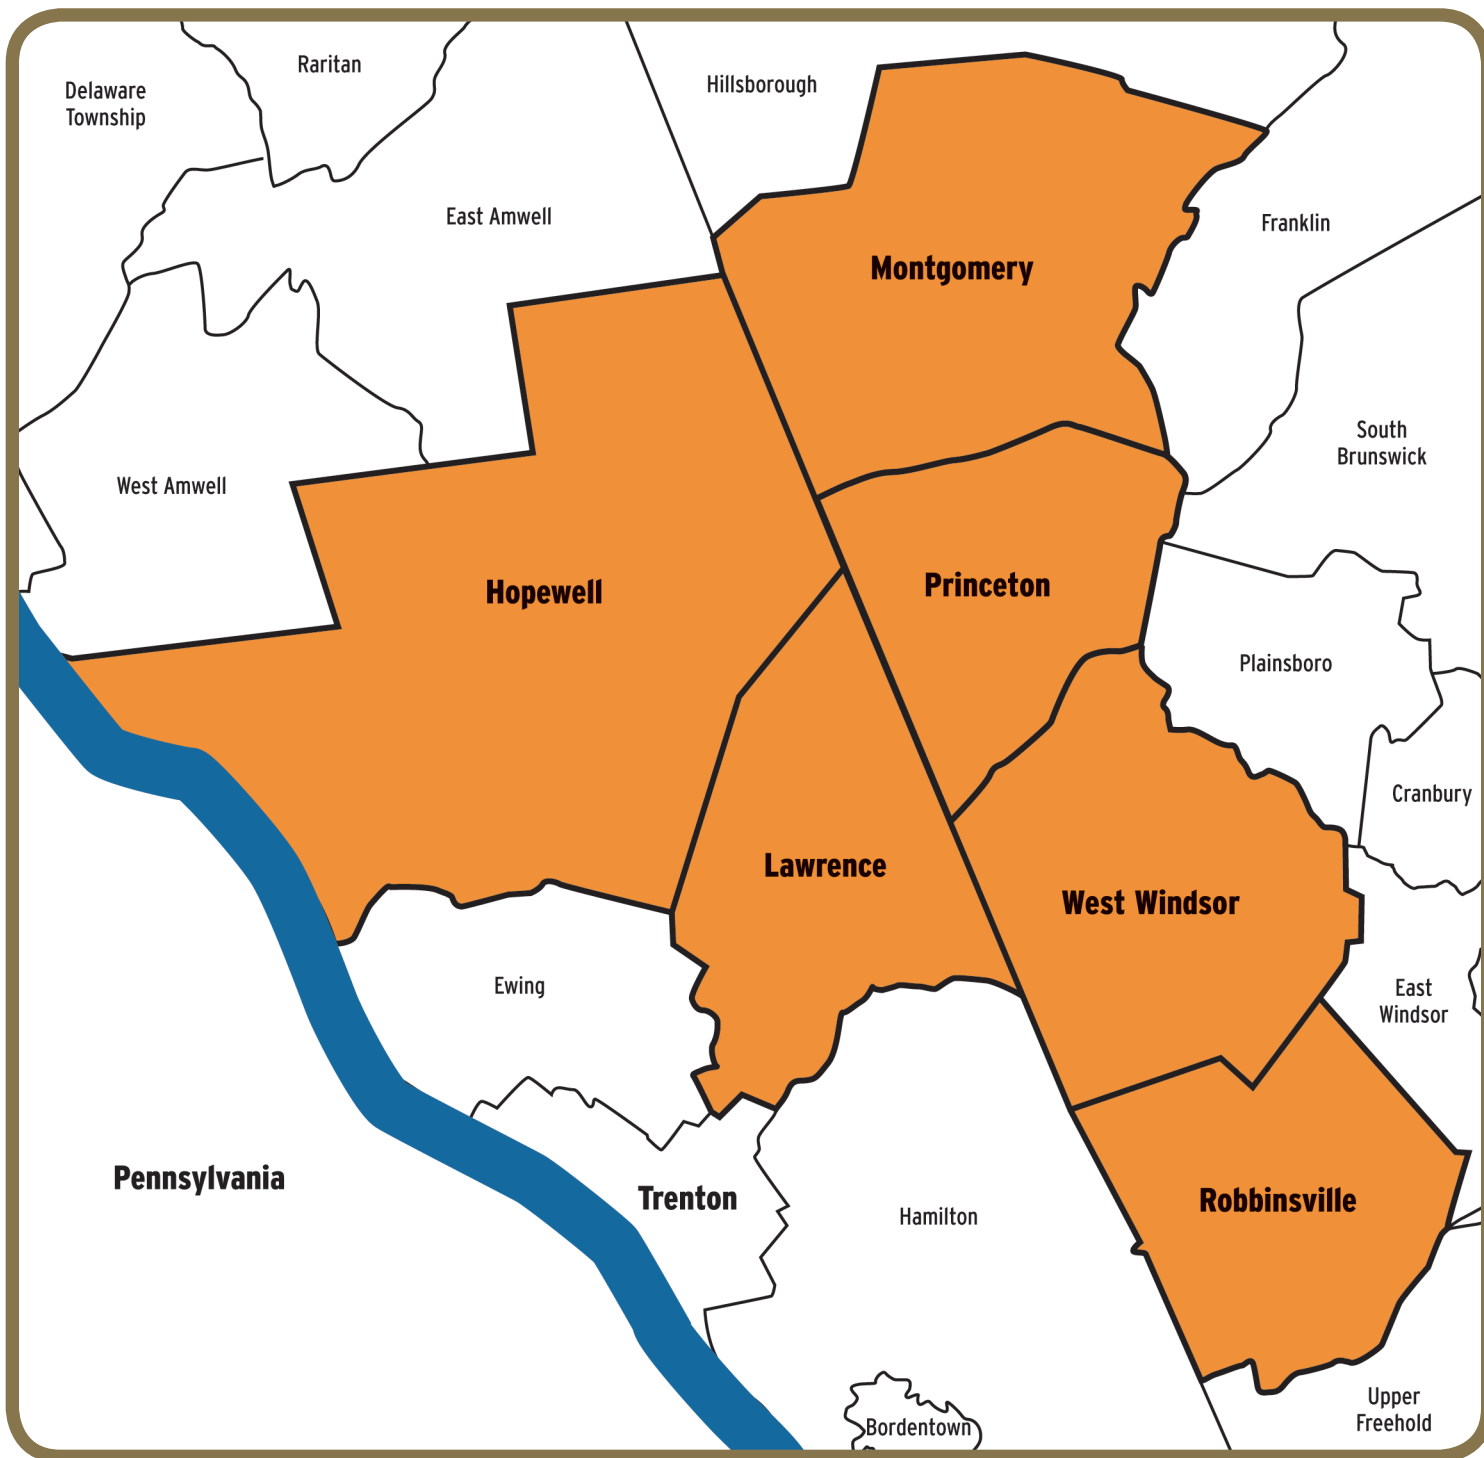 Raritan
Delaware
Township
Hillsborough
East Amwell
Franklin
Montgomery
South
Brunswick
West Amwell
Hopewell
Princeton
Plainsboro
Cranbury
Lawrence
West Windsor
Ewing
East
Windsor
Pennsylvania
Trenton
Robbinsville
Hamilton
Upper
Freehold
Bordentown